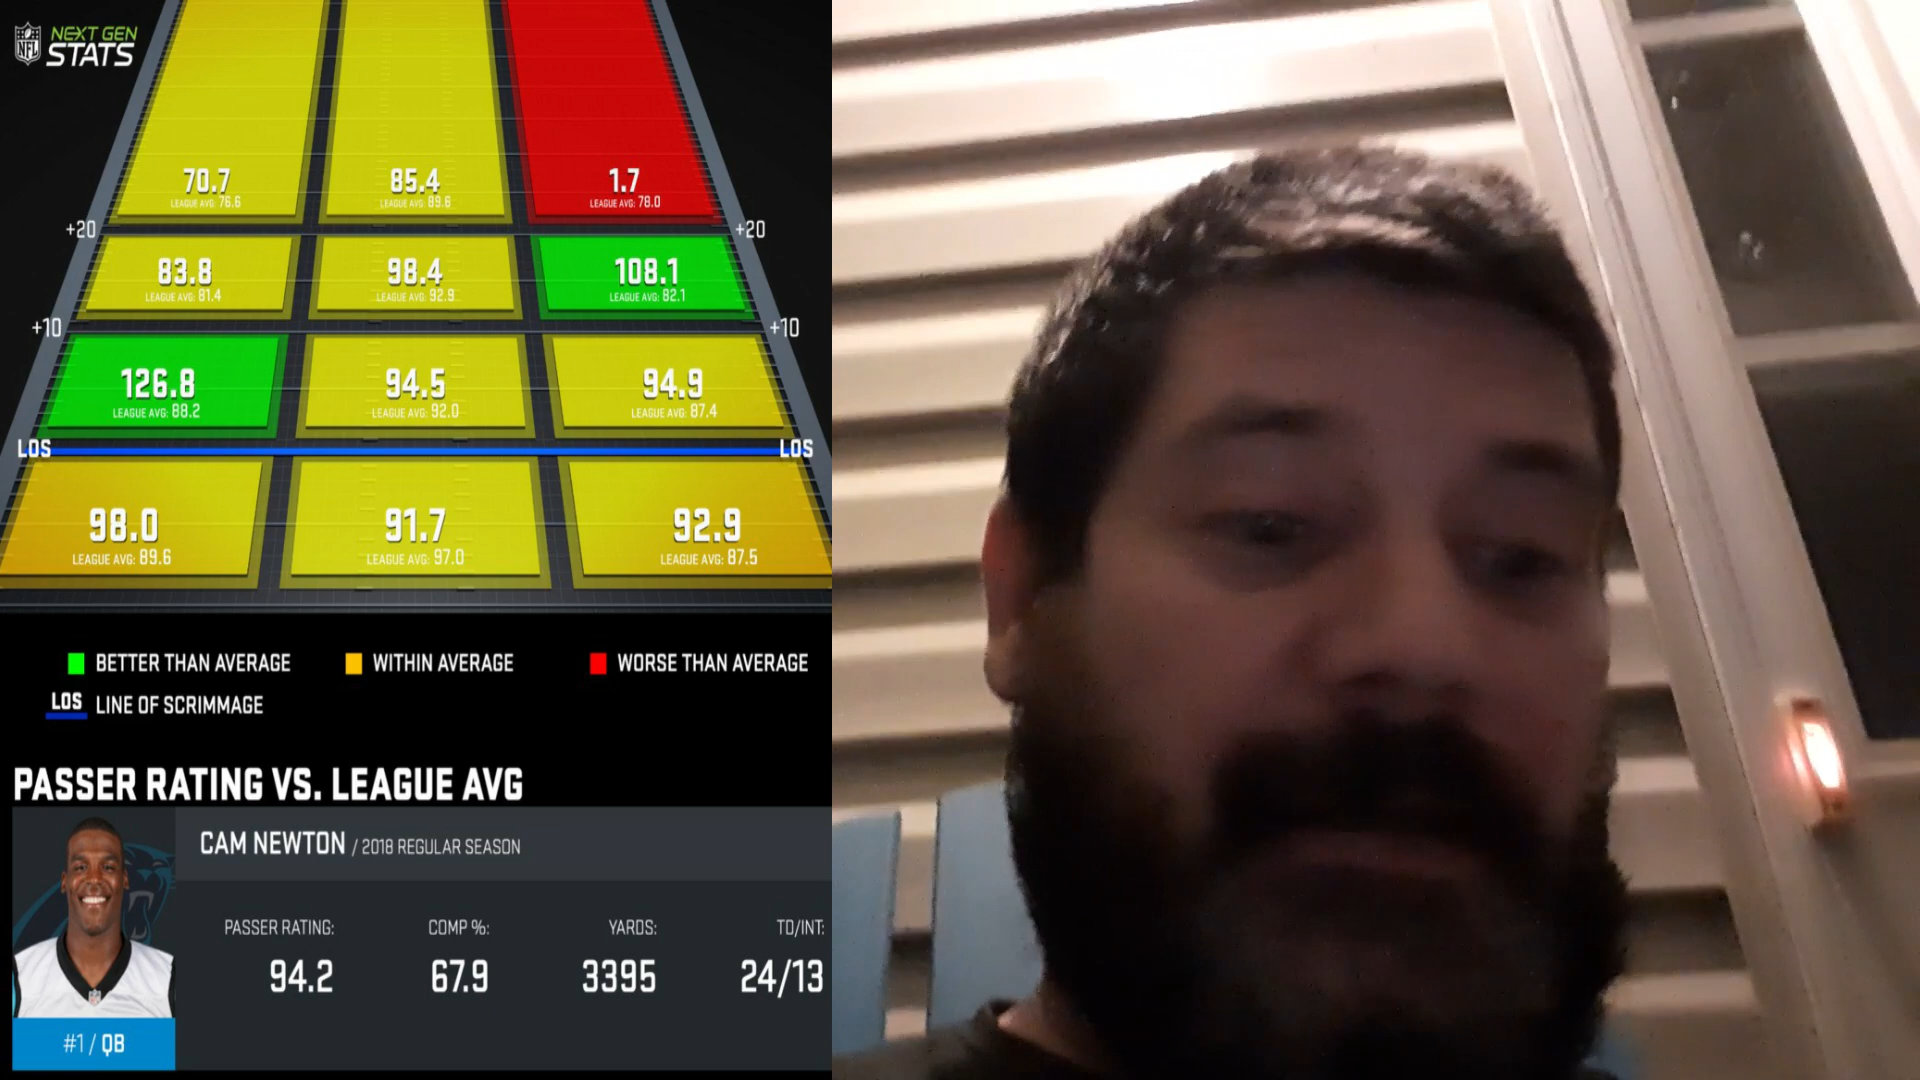 NFL
NEXT GEN
STATS
70.7 85.4 1.7
LEAGUE AVG: 76.6 LEAGUE AVG: 89.6 LEAGUE AVG: 78.0
+20 +20
83.8 98.4 108.1
LEAGUE AVG: 81.4 LEAGUE AVG: 92.9 LEAGUE AVG: 82.1
+10 +10
126.8 94.5 94.9
LEAGUE AVG: 88.2 LEAGUE AVG: 92.0 LEAGUE AVG: 87.4
LOS LOS
98.0 91.7 92.9
LEAGUE AVG: 89.6 LEAGUE AVG: 97.0 LEAGUE AVG: 87.5
BETTER THAN AVERAGE WITHIN AVERAGE WORSE THAN AVERAGE
LOS LINE OF SCRIMMAGE
PASSER RATING VS. LEAGUE AVG
CAM NEWTON / 2018 REGULAR SEASON
PASSER RATING: COMP %: YARDS: TD/INT:
94.2 67.9 3395 24/13
#1 / QB